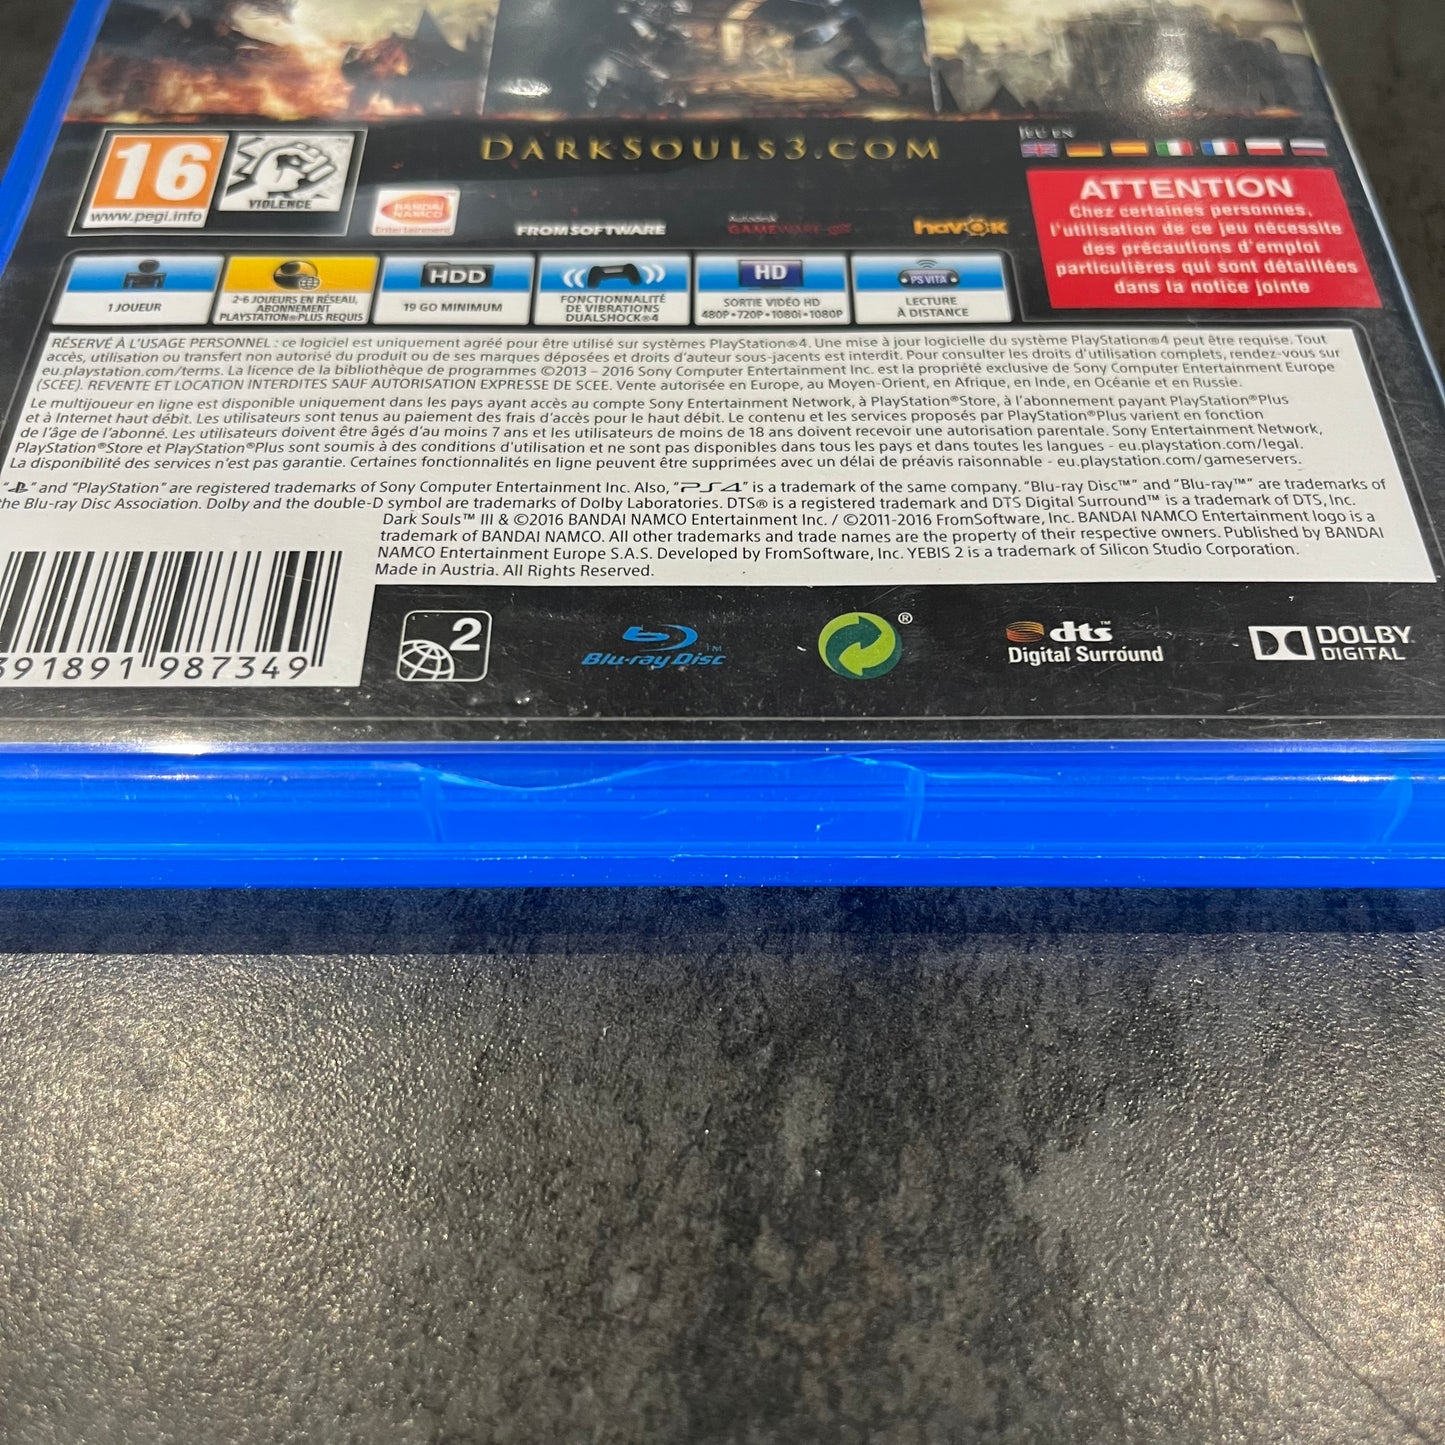 DARKSOULS3.COM
JEU EN
16
www.pegi.info
VIOLENCE
BANDAI
NAMCO
Entertainment
FROMSOFTWARE
Autodesk
GAMEWARE
havok
ATTENTION
Chez certaines personnes,
l'utilisation de ce jeu nécessite
des précautions d'emploi
particulières qui sont détaillées
dans la notice jointe
1 JOUEUR
2-6 JOUEURS EN RÉSEAU,
ABONNEMENT
PLAYSTATION®PLUS REQUIS
HDD
19 GO MINIMUM
FONCTIONNALITÉ
DE VIBRATIONS
DUALSHOCK®4
HD
SORTIE VIDÉO HD
480P•720P•1080i•1080P
PS VITA
LECTURE
À DISTANCE
RÉSERVÉ À L'USAGE PERSONNEL : ce logiciel est uniquement agréé pour être utilisé sur systèmes PlayStation®4. Une mise à jour logicielle du système PlayStation®4 peut être requise. Tout
accès, utilisation ou transfert non autorisé du produit ou de ses marques déposées et droits d'auteur sous-jacents est interdit. Pour consulter les droits d'utilisation complets, rendez-vous sur
eu.playstation.com/terms. La licence de la bibliothèque de programmes ©2013 – 2016 Sony Computer Entertainment Inc. est la propriété exclusive de Sony Computer Entertainment Europe
(SCEE). REVENTE ET LOCATION INTERDITES SAUF AUTORISATION EXPRESSE DE SCEE. Vente autorisée en Europe, au Moyen-Orient, en Afrique, en Inde, en Océanie et en Russie.
Le multijoueur en ligne est disponible uniquement dans les pays ayant accès au compte Sony Entertainment Network, à PlayStation®Store, à l'abonnement payant PlayStation®Plus
et à Internet haut débit. Les utilisateurs sont tenus au paiement des frais d'accès pour le haut débit. Le contenu et les services proposés par PlayStation®Plus varient en fonction
de l'âge de l'abonné. Les utilisateurs doivent être âgés d'au moins 7 ans et les utilisateurs de moins de 18 ans doivent recevoir une autorisation parentale. Sony Entertainment Network,
PlayStation®Store et PlayStation®Plus sont soumis à des conditions d'utilisation et ne sont pas disponibles dans tous les pays et dans toutes les langues - eu.playstation.com/legal.
La disponibilité des services n'est pas garantie. Certaines fonctionnalités en ligne peuvent être supprimées avec un délai de préavis raisonnable - eu.playstation.com/gameservers.
" " and "PlayStation" are registered trademarks of Sony Computer Entertainment Inc. Also, "PS4" is a trademark of the same company. "Blu-ray Disc™" and "Blu-ray™" are trademarks of
the Blu-ray Disc Association. Dolby and the double-D symbol are trademarks of Dolby Laboratories. DTS® is a registered trademark and DTS Digital Surround™ is a trademark of DTS, Inc.
Dark Souls™ III & ©2016 BANDAI NAMCO Entertainment Inc. / ©2011-2016 FromSoftware, Inc. BANDAI NAMCO Entertainment logo is a
trademark of BANDAI NAMCO. All other trademarks and trade names are the property of their respective owners. Published by BANDAI
NAMCO Entertainment Europe S.A.S. Developed by FromSoftware, Inc. YEBIS 2 is a trademark of Silicon Studio Corporation.
Made in Austria. All Rights Reserved.
391891 987349
2
Blu-ray Disc™
®
dts™
Digital Surround
DOLBY
DIGITAL